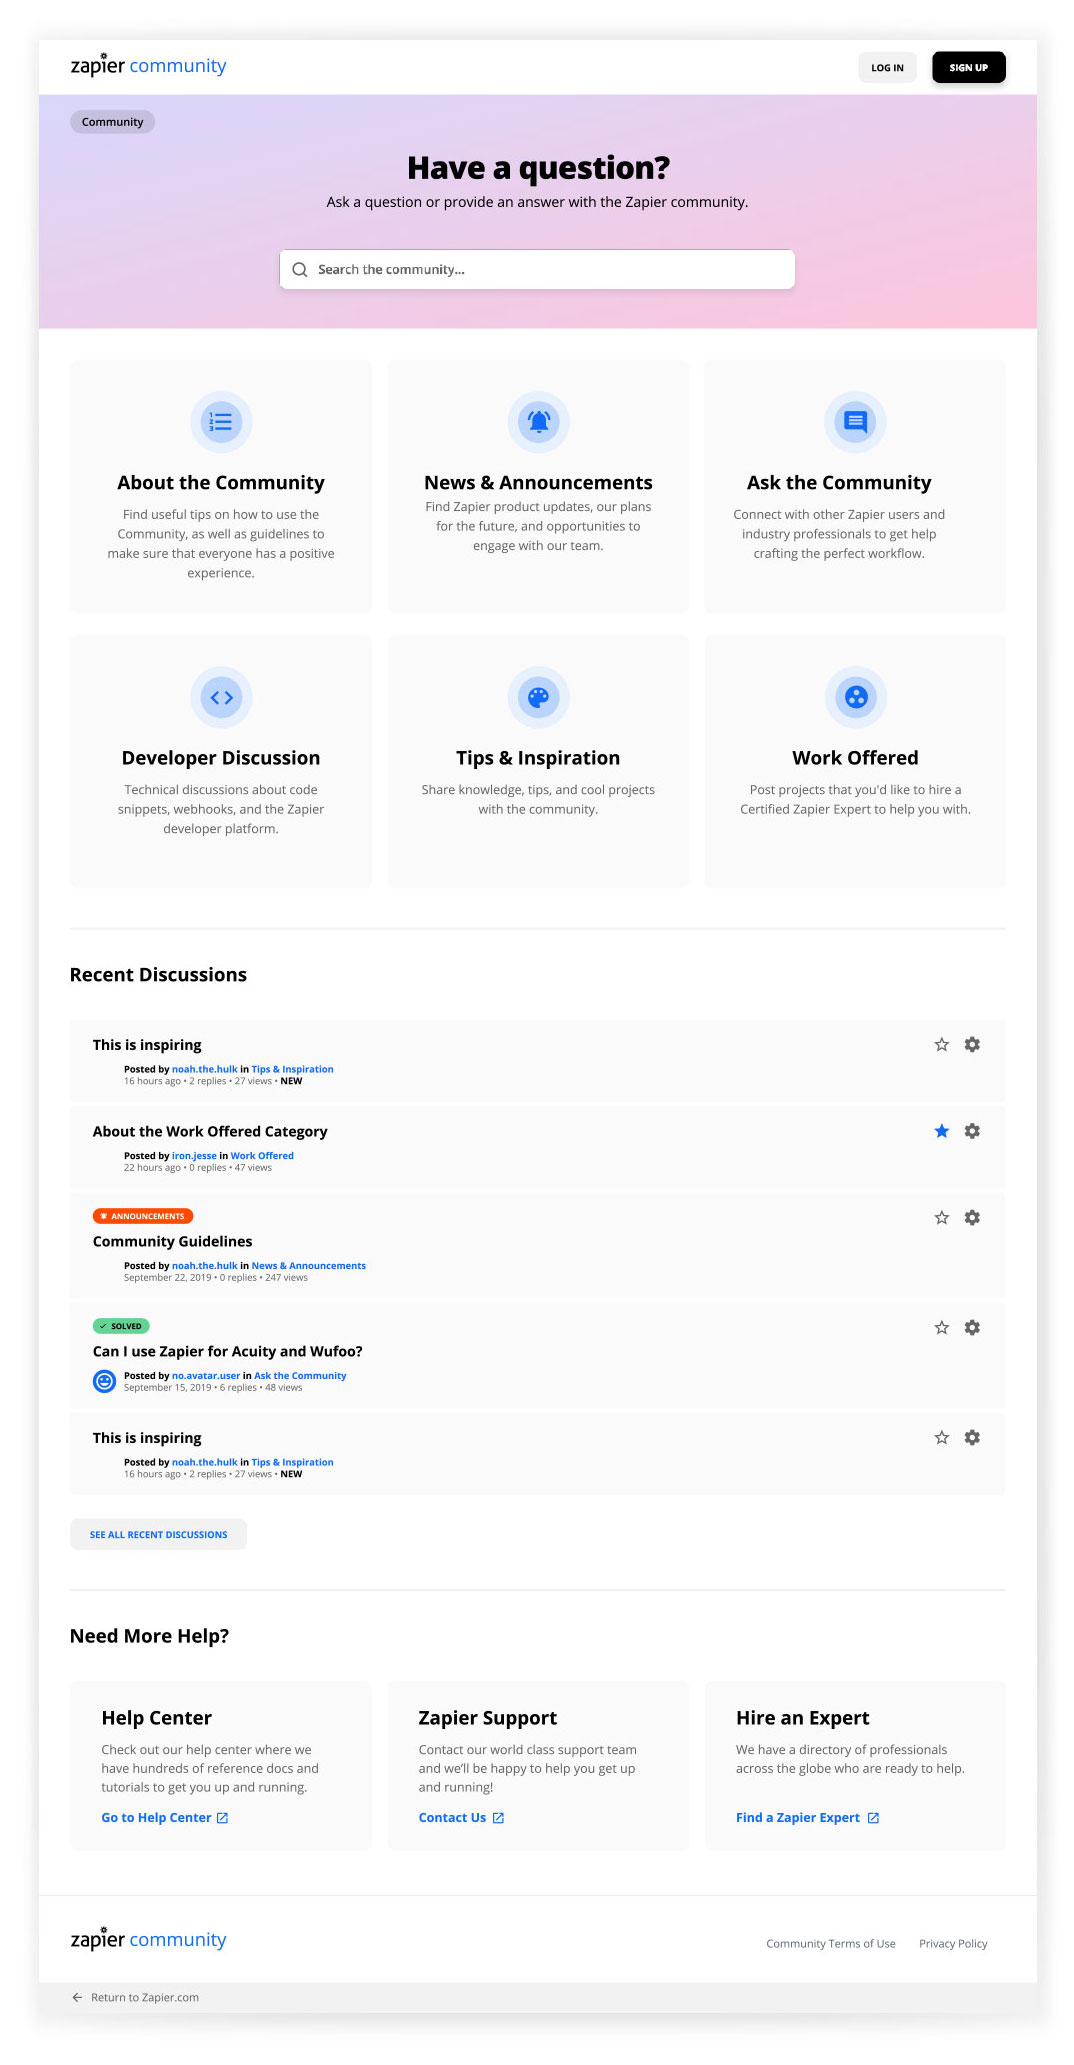 zapier community
LOG IN
SIGN UP
Community
Have a question?
Ask a question or provide an answer with the Zapier community.
Search the community...
About the Community
Find useful tips on how to use the
Community, as well as guidelines to
make sure that everyone has a positive
experience.
News & Announcements
Find Zapier product updates, our plans
for the future, and opportunities to
engage with our team.
Ask the Community
Connect with other Zapier users and
industry professionals to get help
crafting the perfect workflow.
Developer Discussion
Technical discussions about code
snippets, webhooks, and the Zapier
developer platform.
Tips & Inspiration
Share knowledge, tips, and cool projects
with the community.
Work Offered
Post projects that you'd like to hire a
Certified Zapier Expert to help you with.
Recent Discussions
This is inspiring
Posted by noah.the.hulk in Tips & Inspiration
16 hours ago • 2 replies • 27 views • NEW
About the Work Offered Category
Posted by iron.jesse in Work Offered
22 hours ago • 0 replies • 47 views
ANNOUNCEMENTS
Community Guidelines
Posted by noah.the.hulk in News & Announcements
September 22, 2019 • 0 replies • 247 views
SOLVED
Can I use Zapier for Acuity and Wufoo?
Posted by no.avatar.user in Ask the Community
September 15, 2019 • 6 replies • 48 views
This is inspiring
Posted by noah.the.hulk in Tips & Inspiration
16 hours ago • 2 replies • 27 views • NEW
SEE ALL RECENT DISCUSSIONS
Need More Help?
Help Center
Check out our help center where we
have hundreds of reference docs and
tutorials to get you up and running.
Go to Help Center
Zapier Support
Contact our world class support team
and we'll be happy to help you get up
and running!
Contact Us
Hire an Expert
We have a directory of professionals
across the globe who are ready to help.
Find a Zapier Expert
zapier community
Community Terms of Use
Privacy Policy
Return to Zapier.com